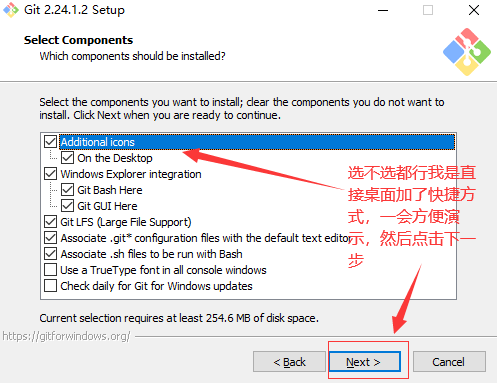 Git 2.24.1.2 Setup
Select Components
Which components should be installed?
Select the components you want to install; clear the components you do not want to
install. Click Next when you are ready to continue.
Additional icons
On the Desktop
Windows Explorer integration
Git Bash Here
Git GUI Here
Git LFS (Large File Support)
Associate .git* configuration files with the default text editor
Associate .sh files to be run with Bash
Use a TrueType font in all console windows
Check daily for Git for Windows updates
选不选都行我是直
接桌面加了快捷方
式，一会方便演
示，然后点击下一
步
Current selection requires at least 254.6 MB of disk space.
https://gitforwindows.org/
< Back
Next >
Cancel